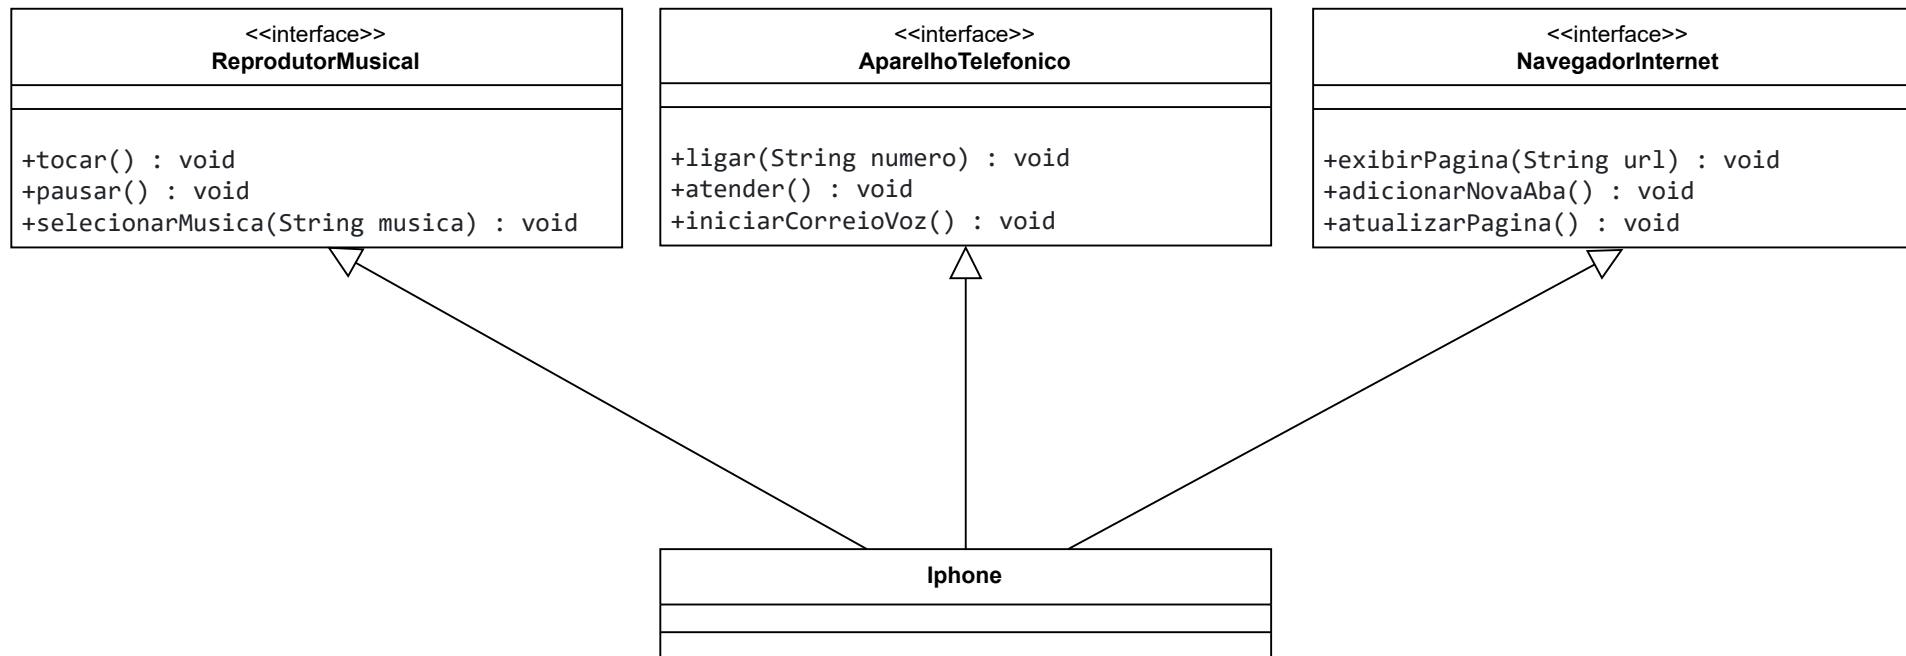 <<interface>>
ReprodutorMusical
+tocar() : void
+pausar() : void
+selecionarMusica(String musica) : void
<<interface>>
AparelhoTelefonico
+ligar(String numero) : void
+atender() : void
+iniciarCorreioVoz() : void
<<interface>>
NavegadorInternet
+exibirPagina(String url) : void
+adicionarNovaAba() : void
+atualizarPagina() : void
Iphone